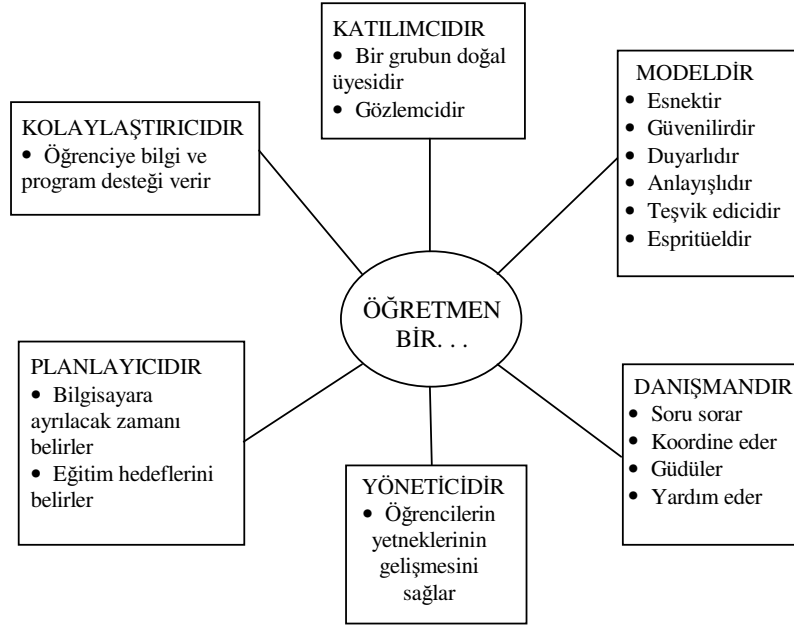 KATILIMCIDIR
• Bir grubun doğal
üyesidir
• Gözlemcidir
MODELDİR
• Esnektir
• Güvenilirdir
• Duyarlıdır
• Anlayışlıdır
• Teşvik edicidir
• Espritüeldir
KOLAYLAŞTIRICIDIR
• Öğrenciye bilgi ve
program desteği verir
ÖĞRETMEN
BİR. . .
PLANLAYICIDIR
• Bilgisayara
ayrılacak zamanı
belirler
• Eğitim hedeflerini
belirler
YÖNETİCİDİR
• Öğrencilerin
yetneklerinin
gelişmesini
sağlar
DANIŞMANDIR
• Soru sorar
• Koordine eder
• Güdüler
• Yardım eder